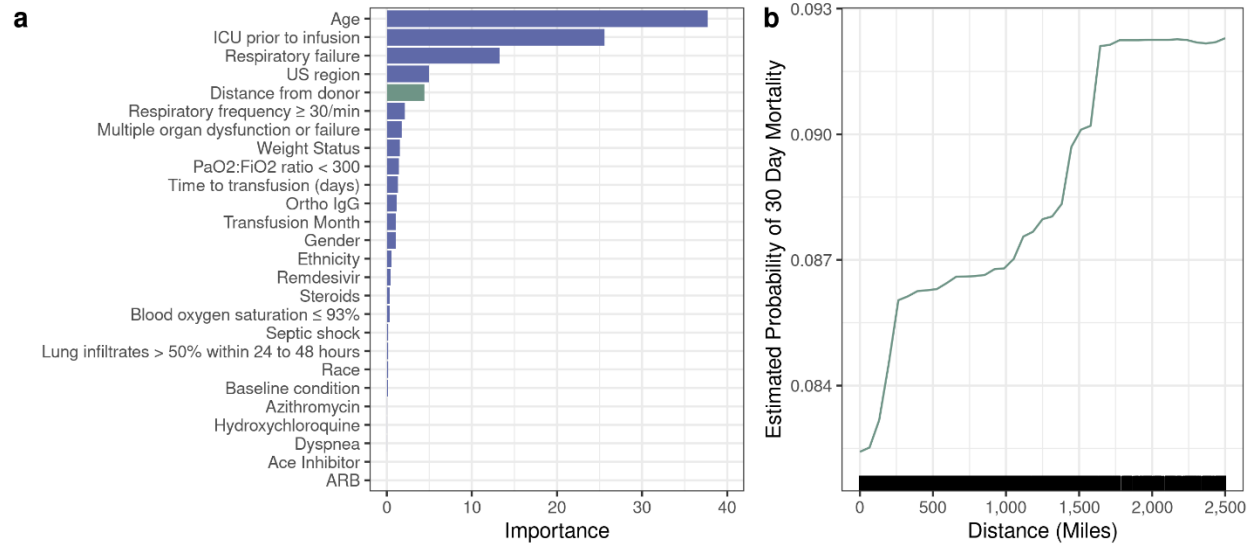 a
Age
ICU prior to infusion
Respiratory failure
US region
Distance from donor
Respiratory frequency ≥ 30/min
Multiple organ dysfunction or failure
Weight Status
PaO2:FiO2 ratio < 300
Time to transfusion (days)
Ortho IgG
Transfusion Month
Gender
Ethnicity
Remdesivir
Steroids
Blood oxygen saturation ≤ 93%
Septic shock
Lung infiltrates > 50% within 24 to 48 hours
Race
Baseline condition
Azithromycin
Hydroxychloroquine
Dyspnea
Ace Inhibitor
ARB
0 10 20 30 40
Importance
b
Estimated Probability of 30 Day Mortality
0.093
0.090
0.087
0.084
0 500 1,000 1,500 2,000 2,500
Distance (Miles)